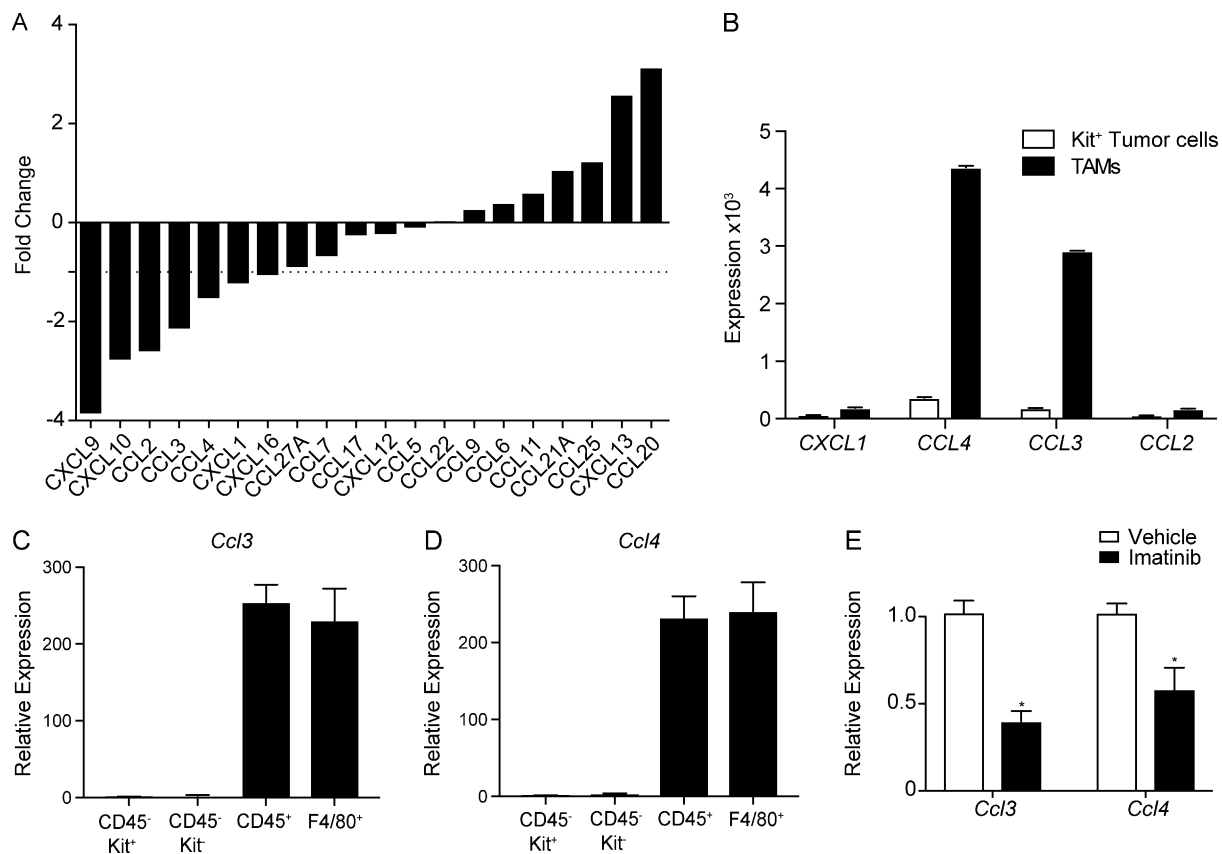 A
4
2
0
-2
-4
Fold Change
CXCL9
CXCL10
CCL2
CCL3
CCL4
CXCL1
CXCL16
CCL27A
CCL7
CCL17
CXCL12
CCL5
CCL22
CCL9
CCL6
CCL11
CCL21A
CCL25
CXCL13
CCL20
B
Kit⁺ Tumor cells
TAMs
5
4
3
2
1
0
Expression x10³
CXCL1 CCL4 CCL3 CCL2
C
Ccl3
300
200
100
0
Relative Expression
CD45⁻ CD45⁻ CD45⁺ F4/80⁺
Kit⁺ Kit⁻
D
Ccl4
300
200
100
0
Relative Expression
CD45⁻ CD45⁻ CD45⁺ F4/80⁺
Kit⁺ Kit⁻
E
Vehicle
Imatinib
1.0
0.5
0
Relative Expression
* *
Ccl3 Ccl4